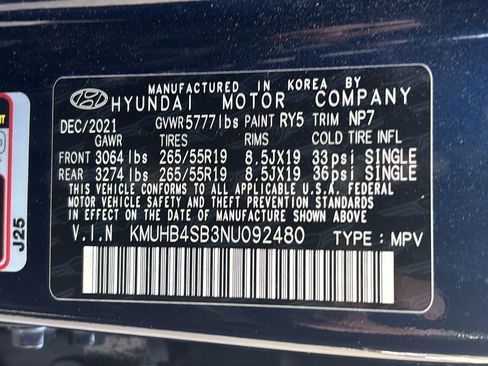 MANUFACTURED IN KOREA BY
HYUNDAI MOTOR COMPANY
DEC/2021 GVWR 5777lbs PAINT RY5 TRIM NP7
GAWR TIRES RIMS COLD TIRE INFL
FRONT 3064 lbs 265/55R19 8.5JX19 33psi SINGLE
REAR 3274 lbs 265/55R19 8.5JX19 36psi SINGLE
THIS VEHICLE CONFORMS TO ALL APPLICABLE U.S.A. FEDERAL
MOTOR VEHICLE SAFETY, BUMPER, AND THEFT PREVENTION
STANDARDS IN EFFECT ON THE DATE OF MANUFACTURE SHOWN ABOVE.
V.I.N KMUHB4SB3NU092480 TYPE : MPV
J25